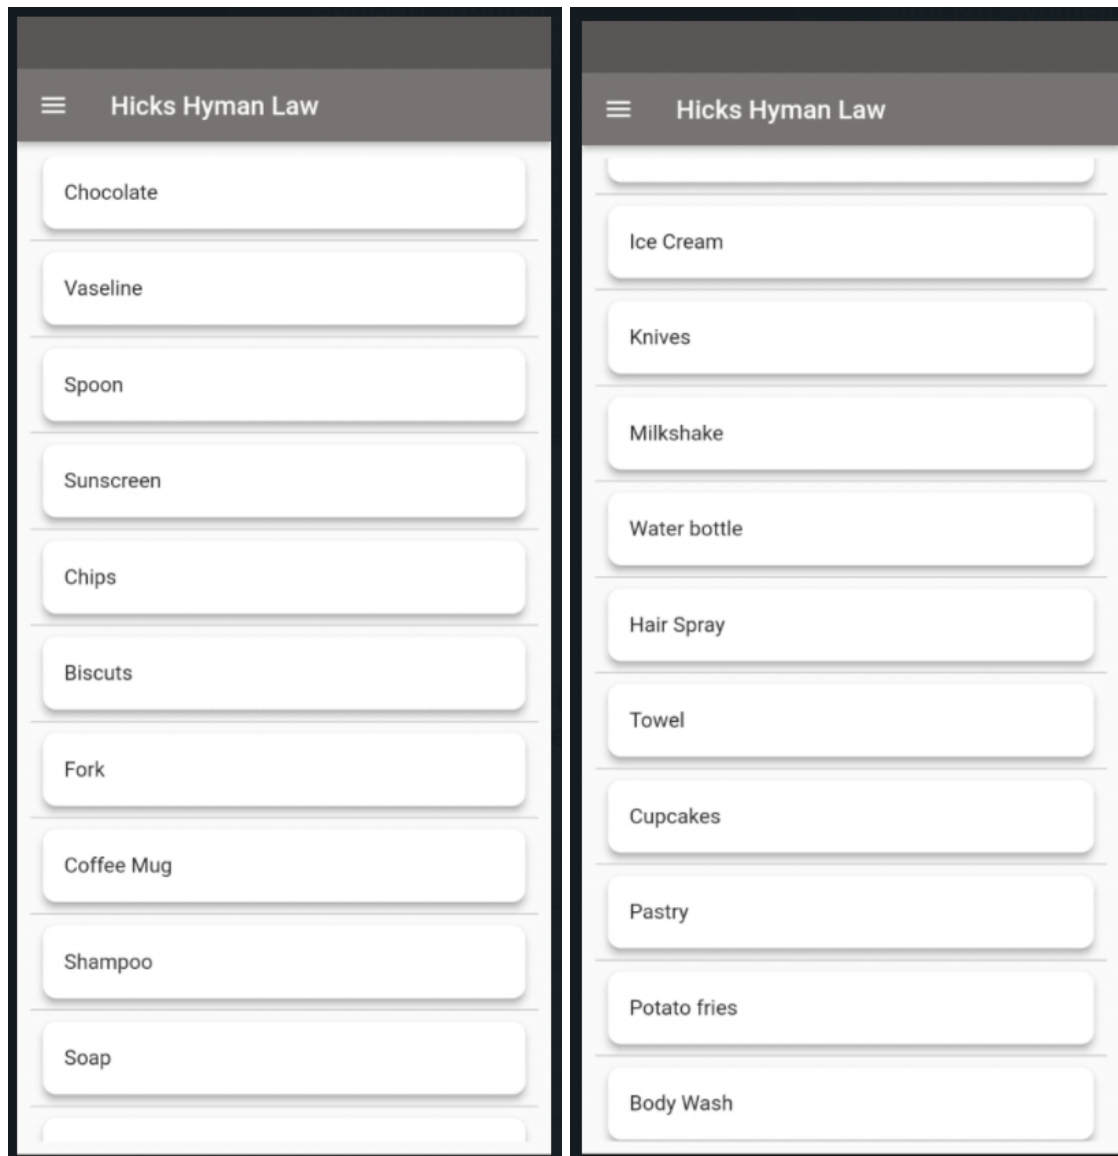 Hicks Hyman Law
Chocolate
Vaseline
Spoon
Sunscreen
Chips
Biscuts
Fork
Coffee Mug
Shampoo
Soap
Hicks Hyman Law
Ice Cream
Knives
Milkshake
Water bottle
Hair Spray
Towel
Cupcakes
Pastry
Potato fries
Body Wash